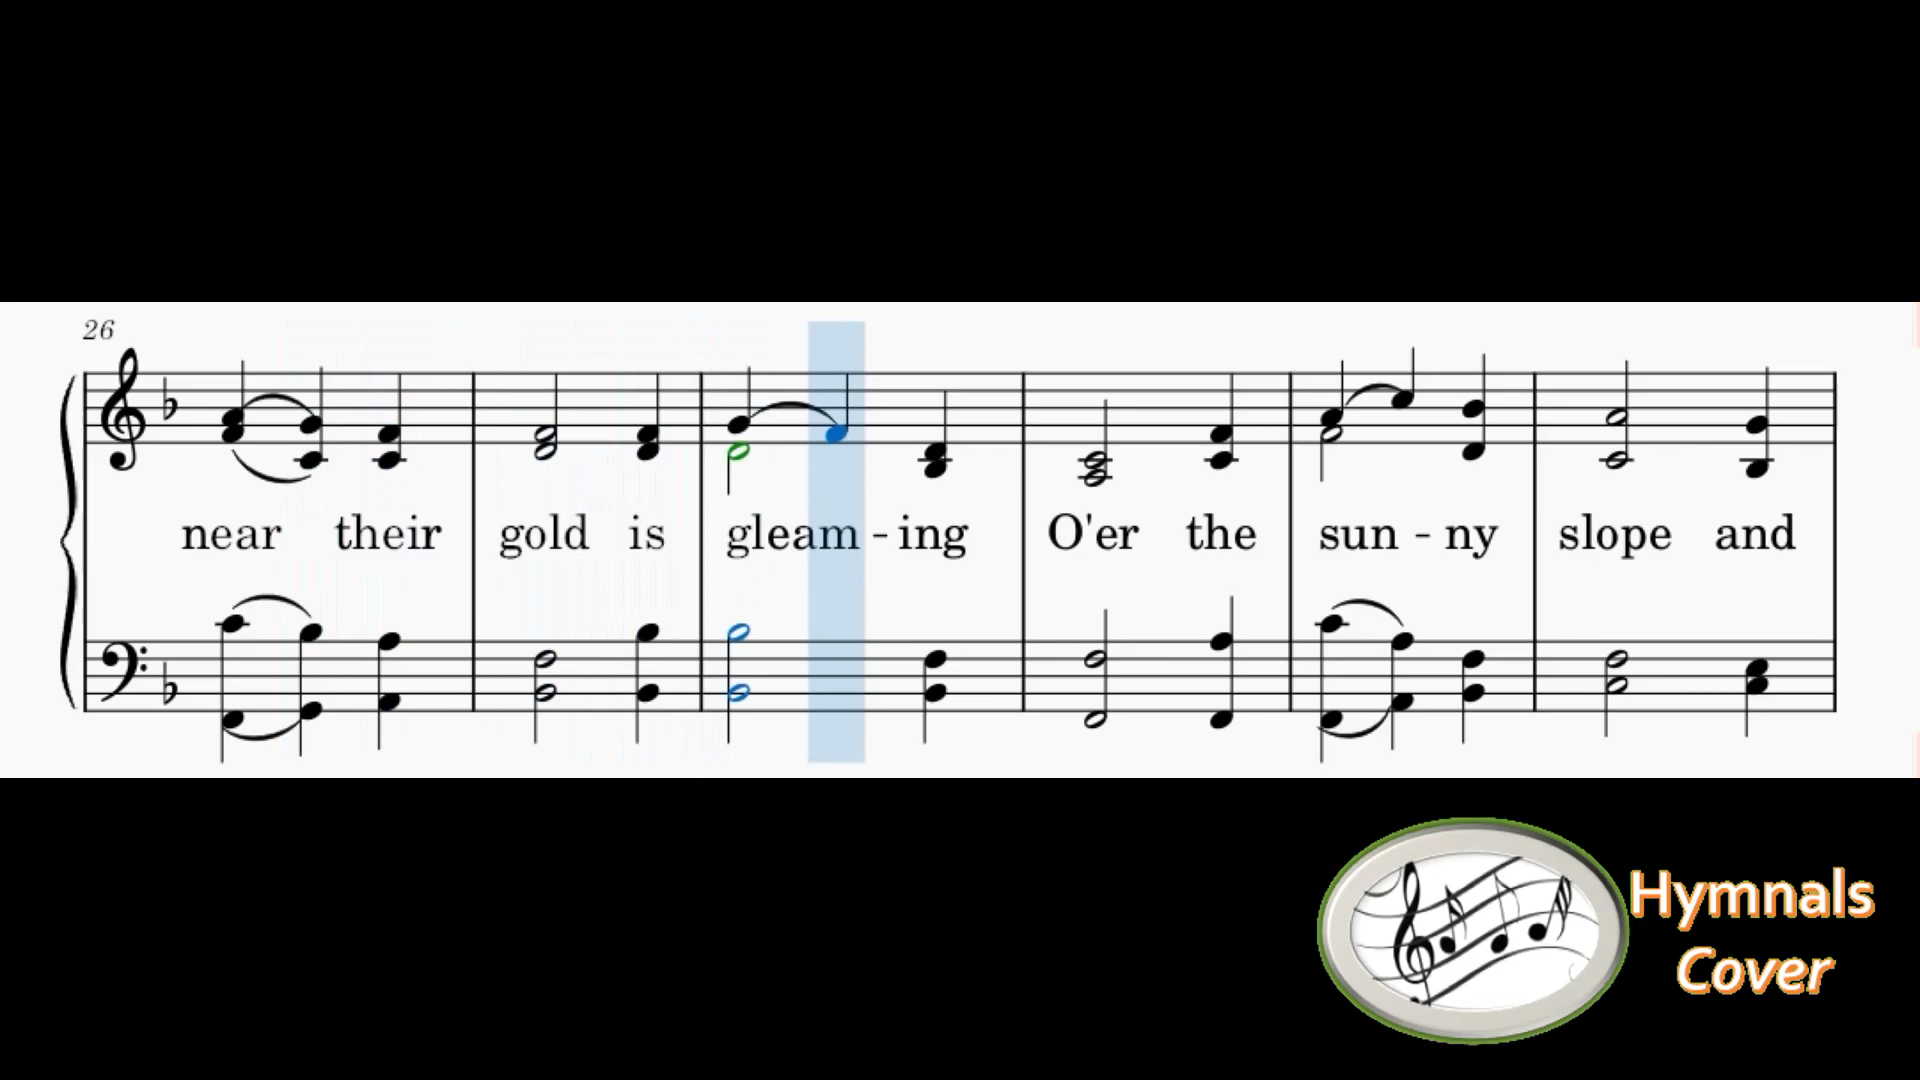 26
near their gold is gleam - ing O'er the sun - ny slope and
Hymnals
Cover